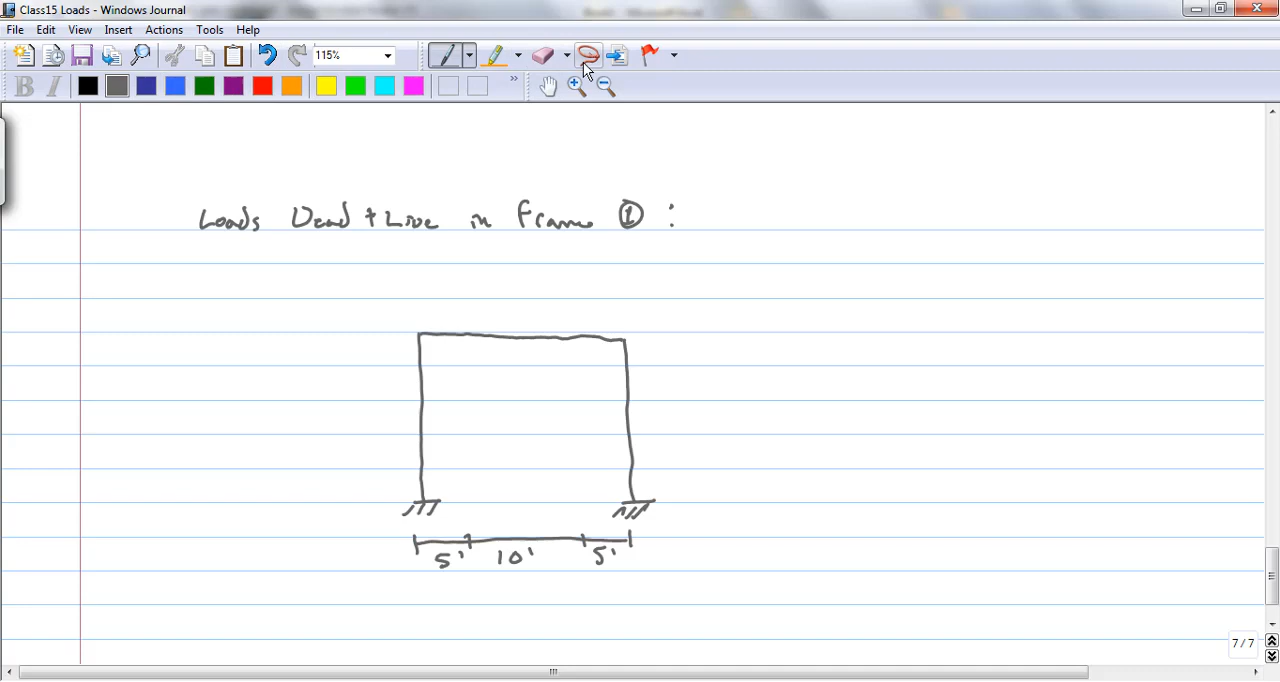 Class15 Loads - Windows Journal
File Edit View Insert Actions Tools Help
115%
B I »
Loads Dead + Live in Frame ① :
5' 10' 5'
7 / 7